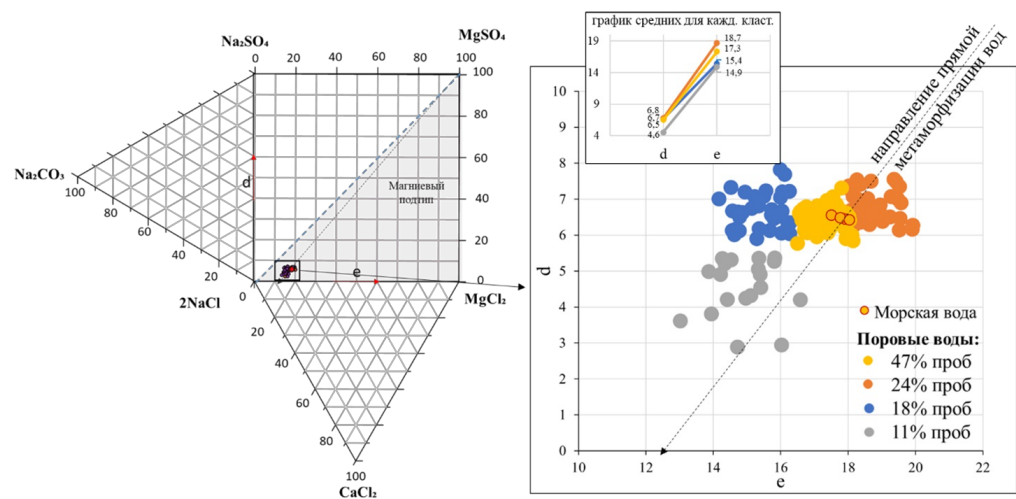 Na₂SO₄
MgSO₄
0 20 40 60 80 100
100
80
60
40
20
0
Na₂CO₃
100
80
60
40
20
0
d
e
Магниевый
подтип
2NaCl
MgCl₂
20
40
60
80
100
CaCl₂
график средних для кажд. класт.
19
14
9
4
6,8
6,7
6,5
4,6
18,7
17,3
15,4
14,9
d e
направление прямой
метаморфизации вод
10
9
8
7
6
5
4
3
2
1
0
d
10 12 14 16 18 20 22
e
Морская вода
Поровые воды:
47% проб
24% проб
18% проб
11% проб